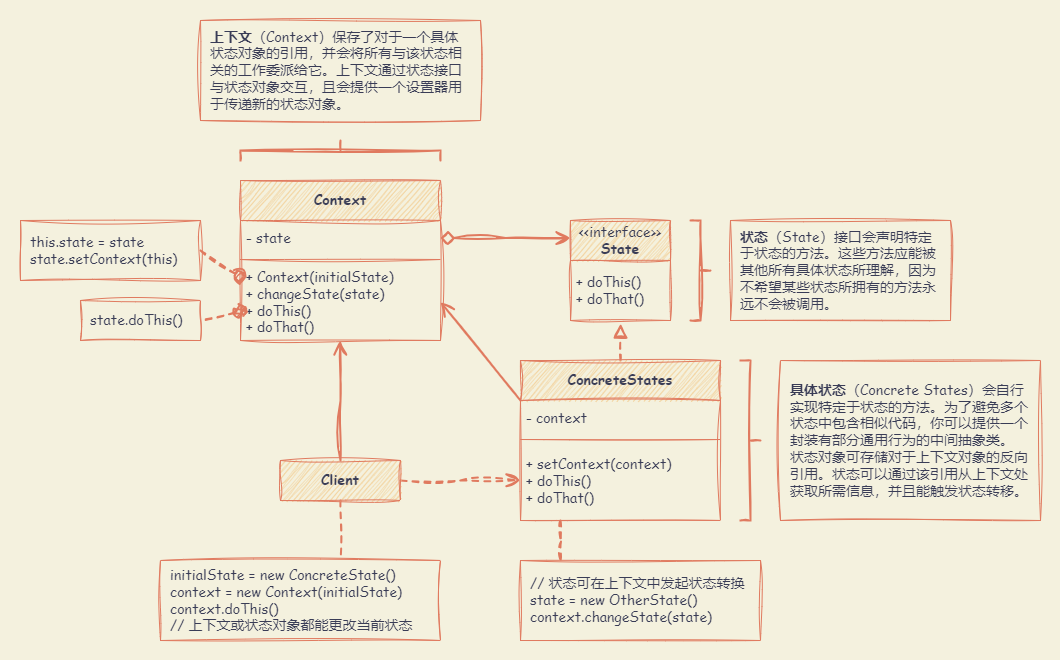 上下文（Context）保存了对于一个具体
状态对象的引用，并会将所有与该状态相
关的工作委派给它。上下文通过状态接口
与状态对象交互，且会提供一个设置器用
于传递新的状态对象。
Context
- state
+ Context(initialState)
+ changeState(state)
+ doThis()
+ doThat()
this.state = state
state.setContext(this)
state.doThis()
<<interface>>
State
+ doThis()
+ doThat()
状态（State）接口会声明特定
于状态的方法。这些方法应能被
其他所有具体状态所理解，因为
不希望某些状态所拥有的方法永
远不会被调用。
ConcreteStates
- context
+ setContext(context)
+ doThis()
+ doThat()
具体状态（Concrete States）会自行
实现特定于状态的方法。为了避免多个
状态中包含相似代码，你可以提供一个
封装有部分通用行为的中间抽象类。
状态对象可存储对于上下文对象的反向
引用。状态可以通过该引用从上下文处
获取所需信息，并且能触发状态转移。
Client
initialState = new ConcreteState()
context = new Context(initialState)
context.doThis()
// 上下文或状态对象都能更改当前状态
// 状态可在上下文中发起状态转换
state = new OtherState()
context.changeState(state)